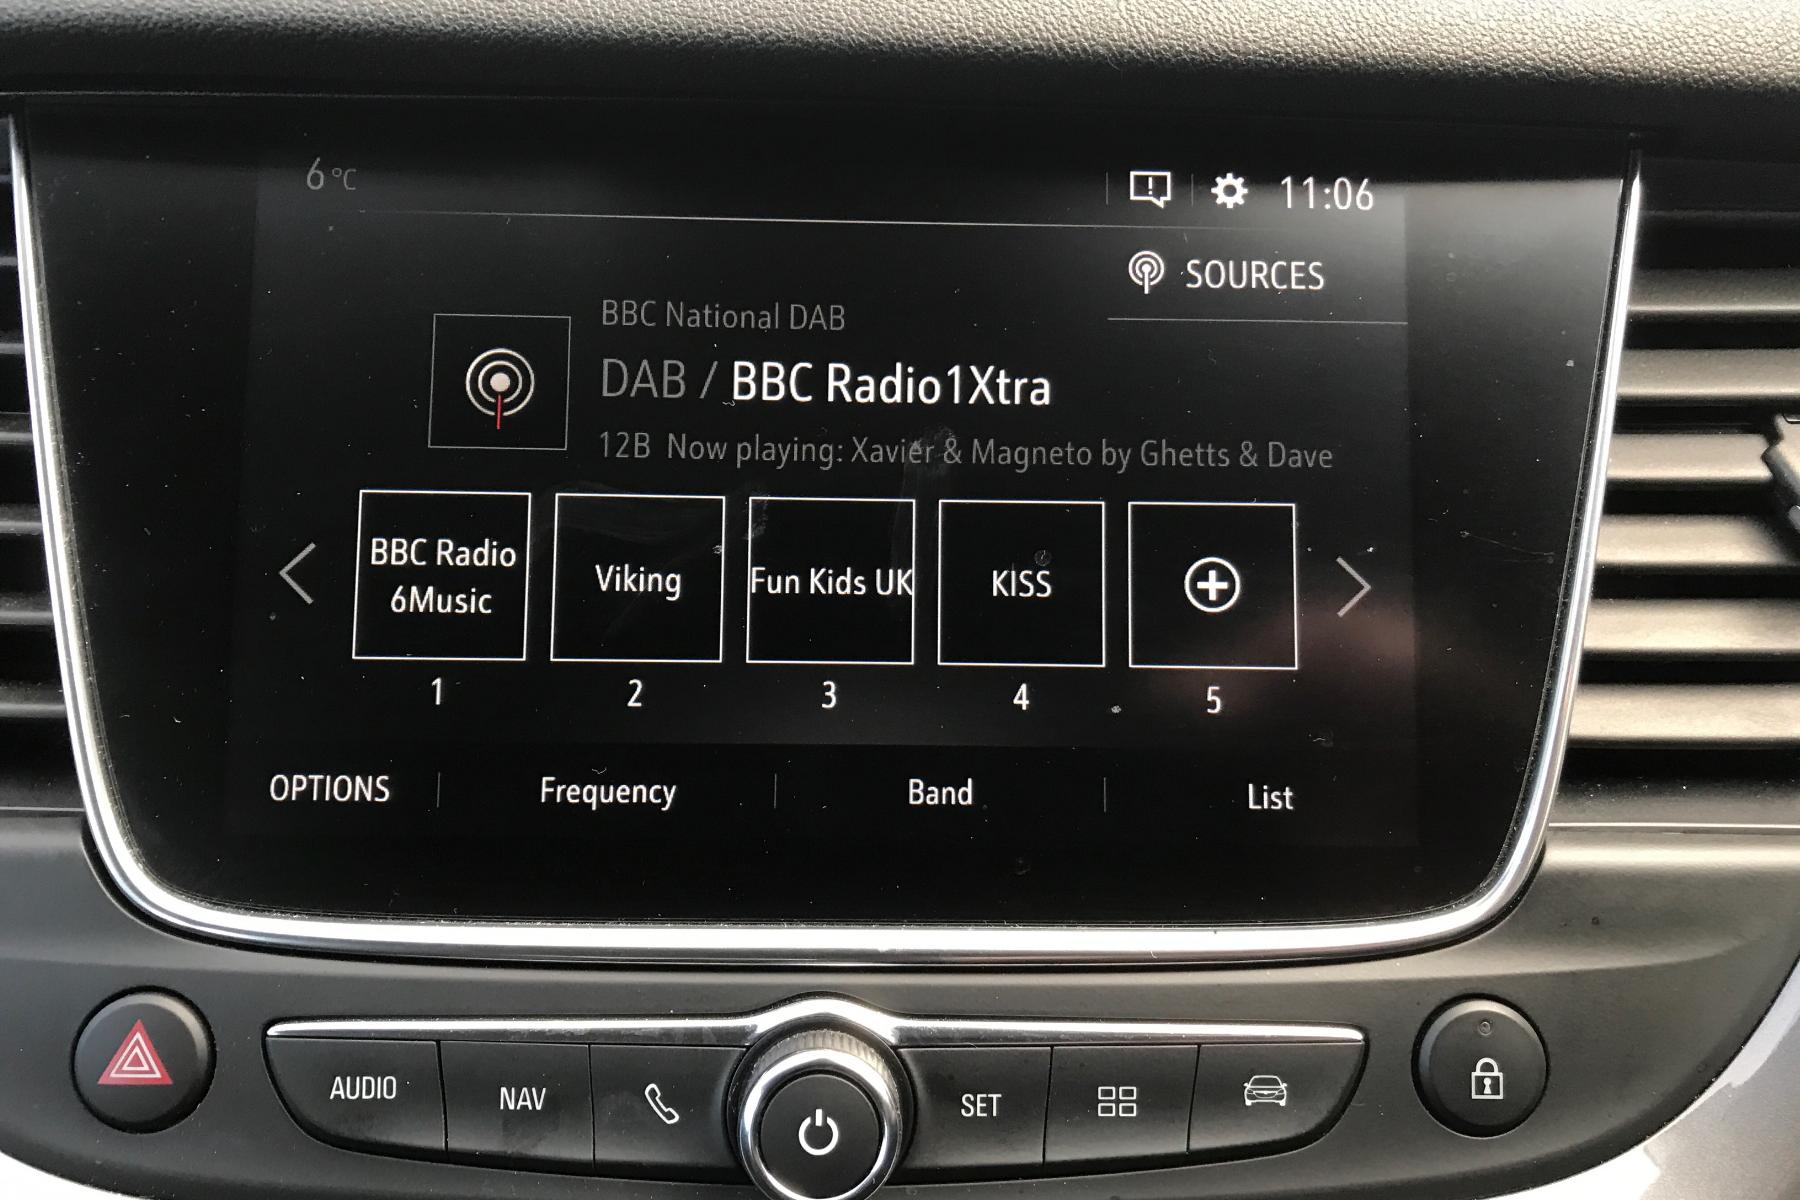 6 °C
11:06
SOURCES
BBC National DAB
DAB / BBC Radio1Xtra
12B Now playing: Xavier & Magneto by Ghetts & Dave
BBC Radio
6Music
Viking
Fun Kids UK
KISS
1
2
3
4
5
OPTIONS
Frequency
Band
List
AUDIO
NAV
SET